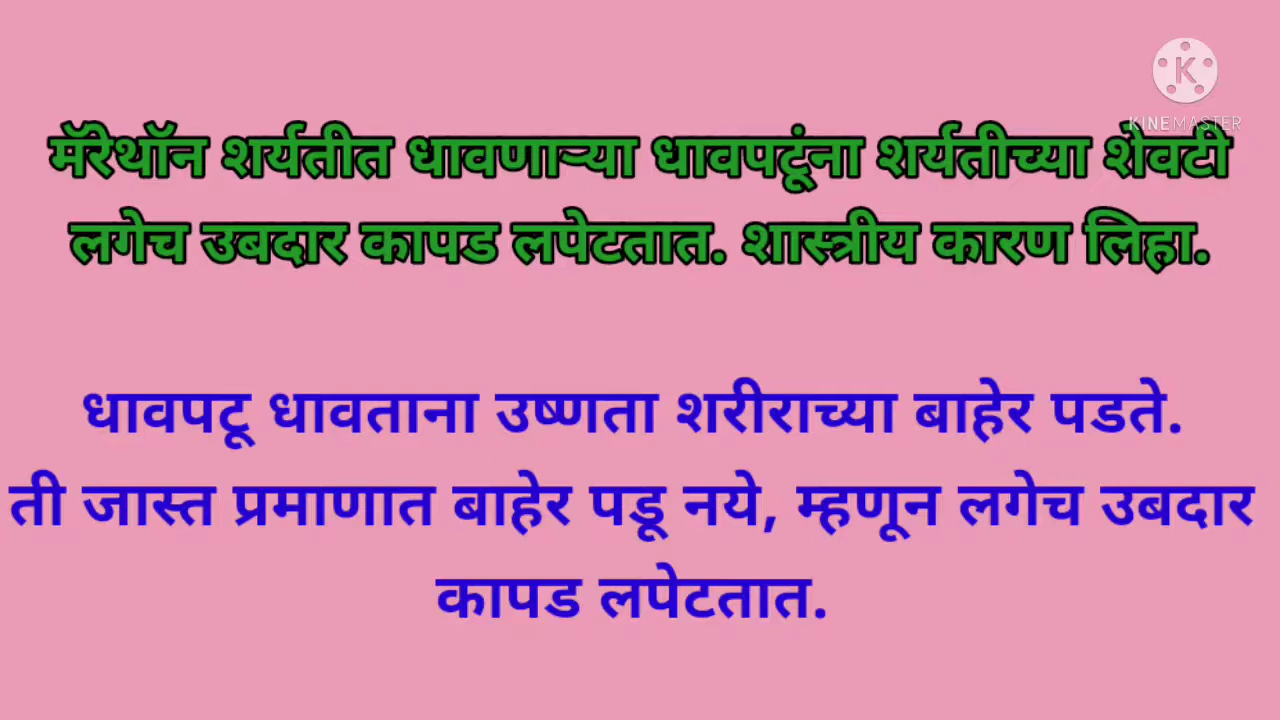 KINEMASTER
मॅरेथॉन शर्यतीत धावणाऱ्या धावपटूंना शर्यतीच्या शेवटी
लगेच उबदार कापड लपेटतात. शास्त्रीय कारण लिहा.
धावपटू धावताना उष्णता शरीराच्या बाहेर पडते.
ती जास्त प्रमाणात बाहेर पडू नये, म्हणून लगेच उबदार
कापड लपेटतात.